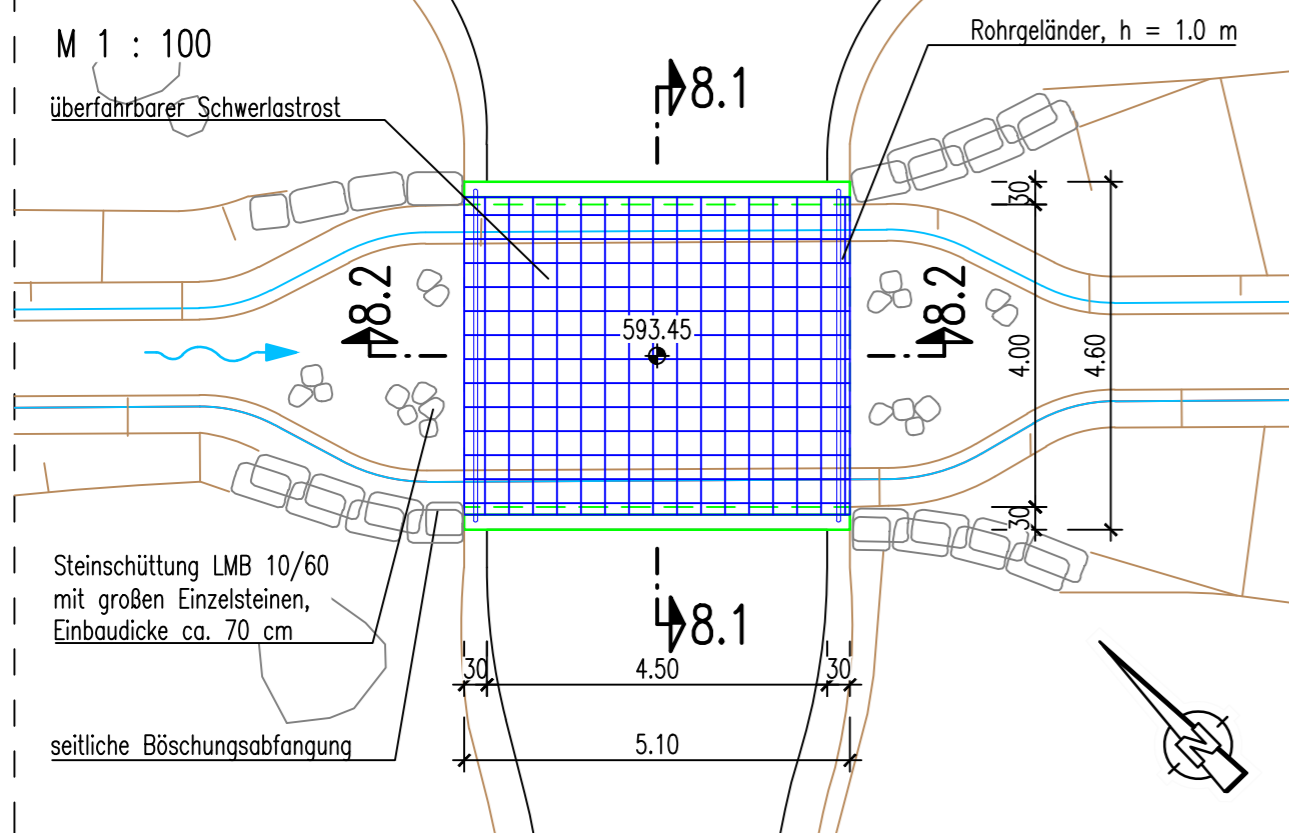 M 1 : 100
Rohrgeländer, h = 1.0 m
8.1
überfahrbarer Schwerlastrost
30
8.2
8.2
593.45
4.00
4.60
30
Steinschüttung LMB 10/60
mit großen Einzelsteinen,
Einbaudicke ca. 70 cm
8.1
30
4.50
30
seitliche Böschungsabfangung
5.10
N